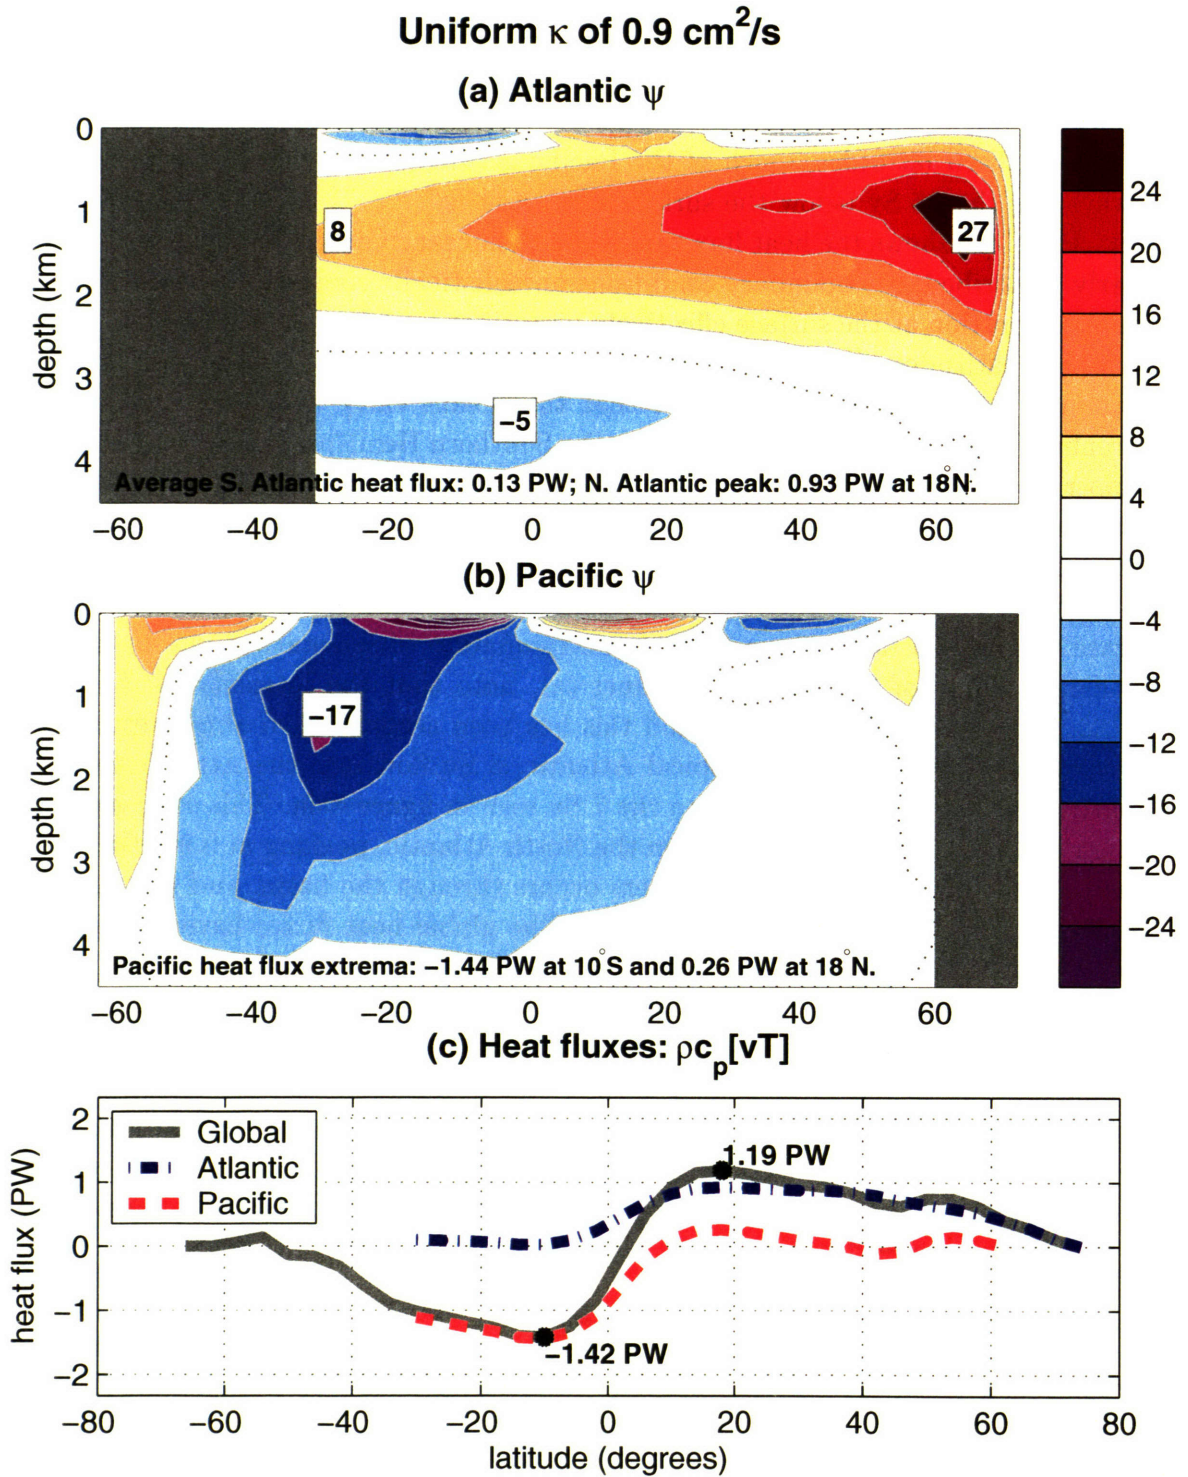 Uniform κ of 0.9 cm²/s
(a) Atlantic ψ
0
1
2
3
4
depth (km)
8
27
−5
Average S. Atlantic heat flux: 0.13 PW; N. Atlantic peak: 0.93 PW at 18°N.
−60 −40 −20 0 20 40 60
24
20
16
12
8
4
0
−4
−8
−12
−16
−20
−24
(b) Pacific ψ
0
1
2
3
4
depth (km)
−17
Pacific heat flux extrema: −1.44 PW at 10°S and 0.26 PW at 18°N.
−60 −40 −20 0 20 40 60
(c) Heat fluxes: ρcₚ[vT]
2
1
0
−1
−2
heat flux (PW)
Global
Atlantic
Pacific
1.19 PW
−1.42 PW
−80 −60 −40 −20 0 20 40 60 80
latitude (degrees)